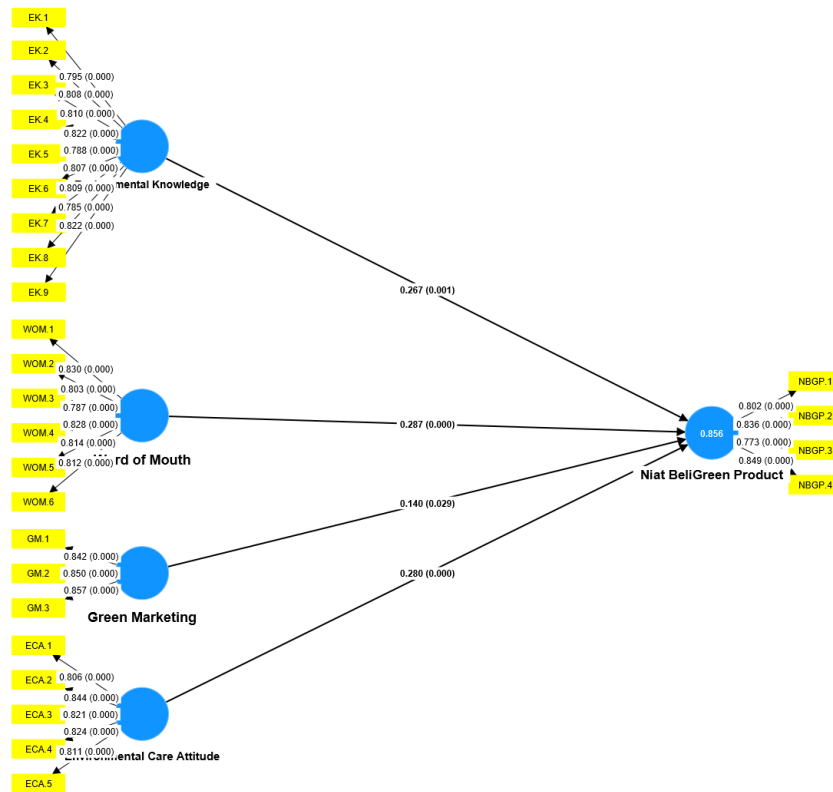 EK.1
EK.2
EK.3
EK.4
EK.5
EK.6
EK.7
EK.8
EK.9
0.795 (0.000)
0.808 (0.000)
0.810 (0.000)
0.822 (0.000)
0.788 (0.000)
0.807 (0.000)
0.809 (0.000)
0.785 (0.000)
0.822 (0.000)
Knowledge
0.267 (0.001)
WOM.1
WOM.2
WOM.3
WOM.4
WOM.5
WOM.6
0.830 (0.000)
0.803 (0.000)
0.787 (0.000)
0.828 (0.000)
0.814 (0.000)
0.812 (0.000)
of Mouth
0.287 (0.000)
GM.1
GM.2
GM.3
0.842 (0.000)
0.850 (0.000)
0.857 (0.000)
Green Marketing
0.140 (0.029)
ECA.1
ECA.2
ECA.3
ECA.4
ECA.5
0.806 (0.000)
0.844 (0.000)
0.821 (0.000)
0.824 (0.000)
0.811 (0.000)
Environmental Care Attitude
0.280 (0.000)
0.856
Niat BeliGreen Product
0.802 (0.000)
0.836 (0.000)
0.773 (0.000)
0.849 (0.000)
NBGP.1
NBGP.2
NBGP.3
NBGP.4